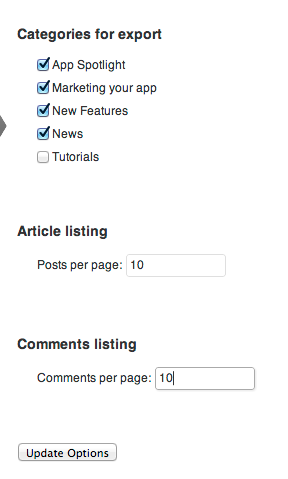 Categories for export
App Spotlight
Marketing your app
New Features
News
Tutorials
Article listing
Posts per page: 10
Comments listing
Comments per page: 10
Update Options